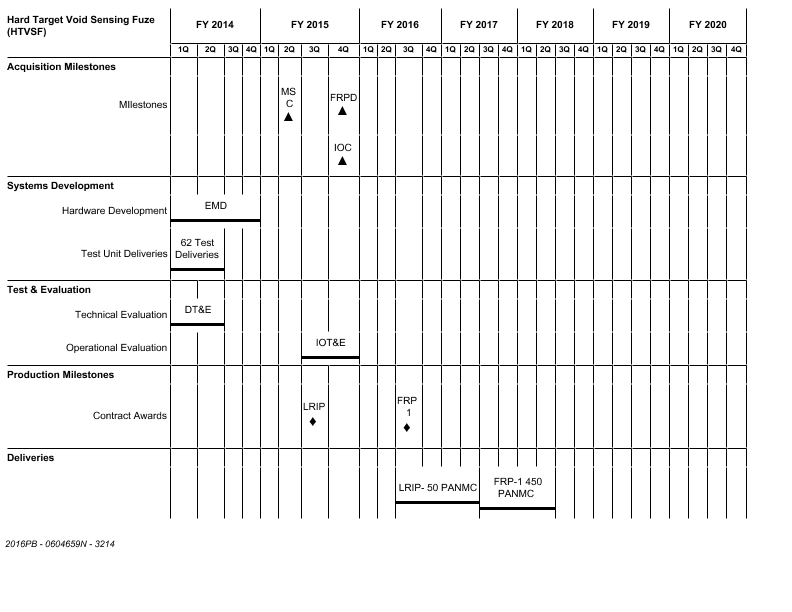 Hard Target Void Sensing Fuze
(HTVSF)
FY 2014 FY 2015 FY 2016 FY 2017 FY 2018 FY 2019 FY 2020
1Q 2Q 3Q 4Q 1Q 2Q 3Q 4Q 1Q 2Q 3Q 4Q 1Q 2Q 3Q 4Q 1Q 2Q 3Q 4Q 1Q 2Q 3Q 4Q 1Q 2Q 3Q 4Q
Acquisition Milestones
MIlestones
MS
C
FRPD
IOC
Systems Development
Hardware Development
EMD
Test Unit Deliveries
62 Test
Deliveries
Test & Evaluation
Technical Evaluation
DT&E
Operational Evaluation
IOT&E
Production Milestones
Contract Awards
LRIP
FRP
1
Deliveries
LRIP- 50 PANMC
FRP-1 450
PANMC
2016PB - 0604659N - 3214